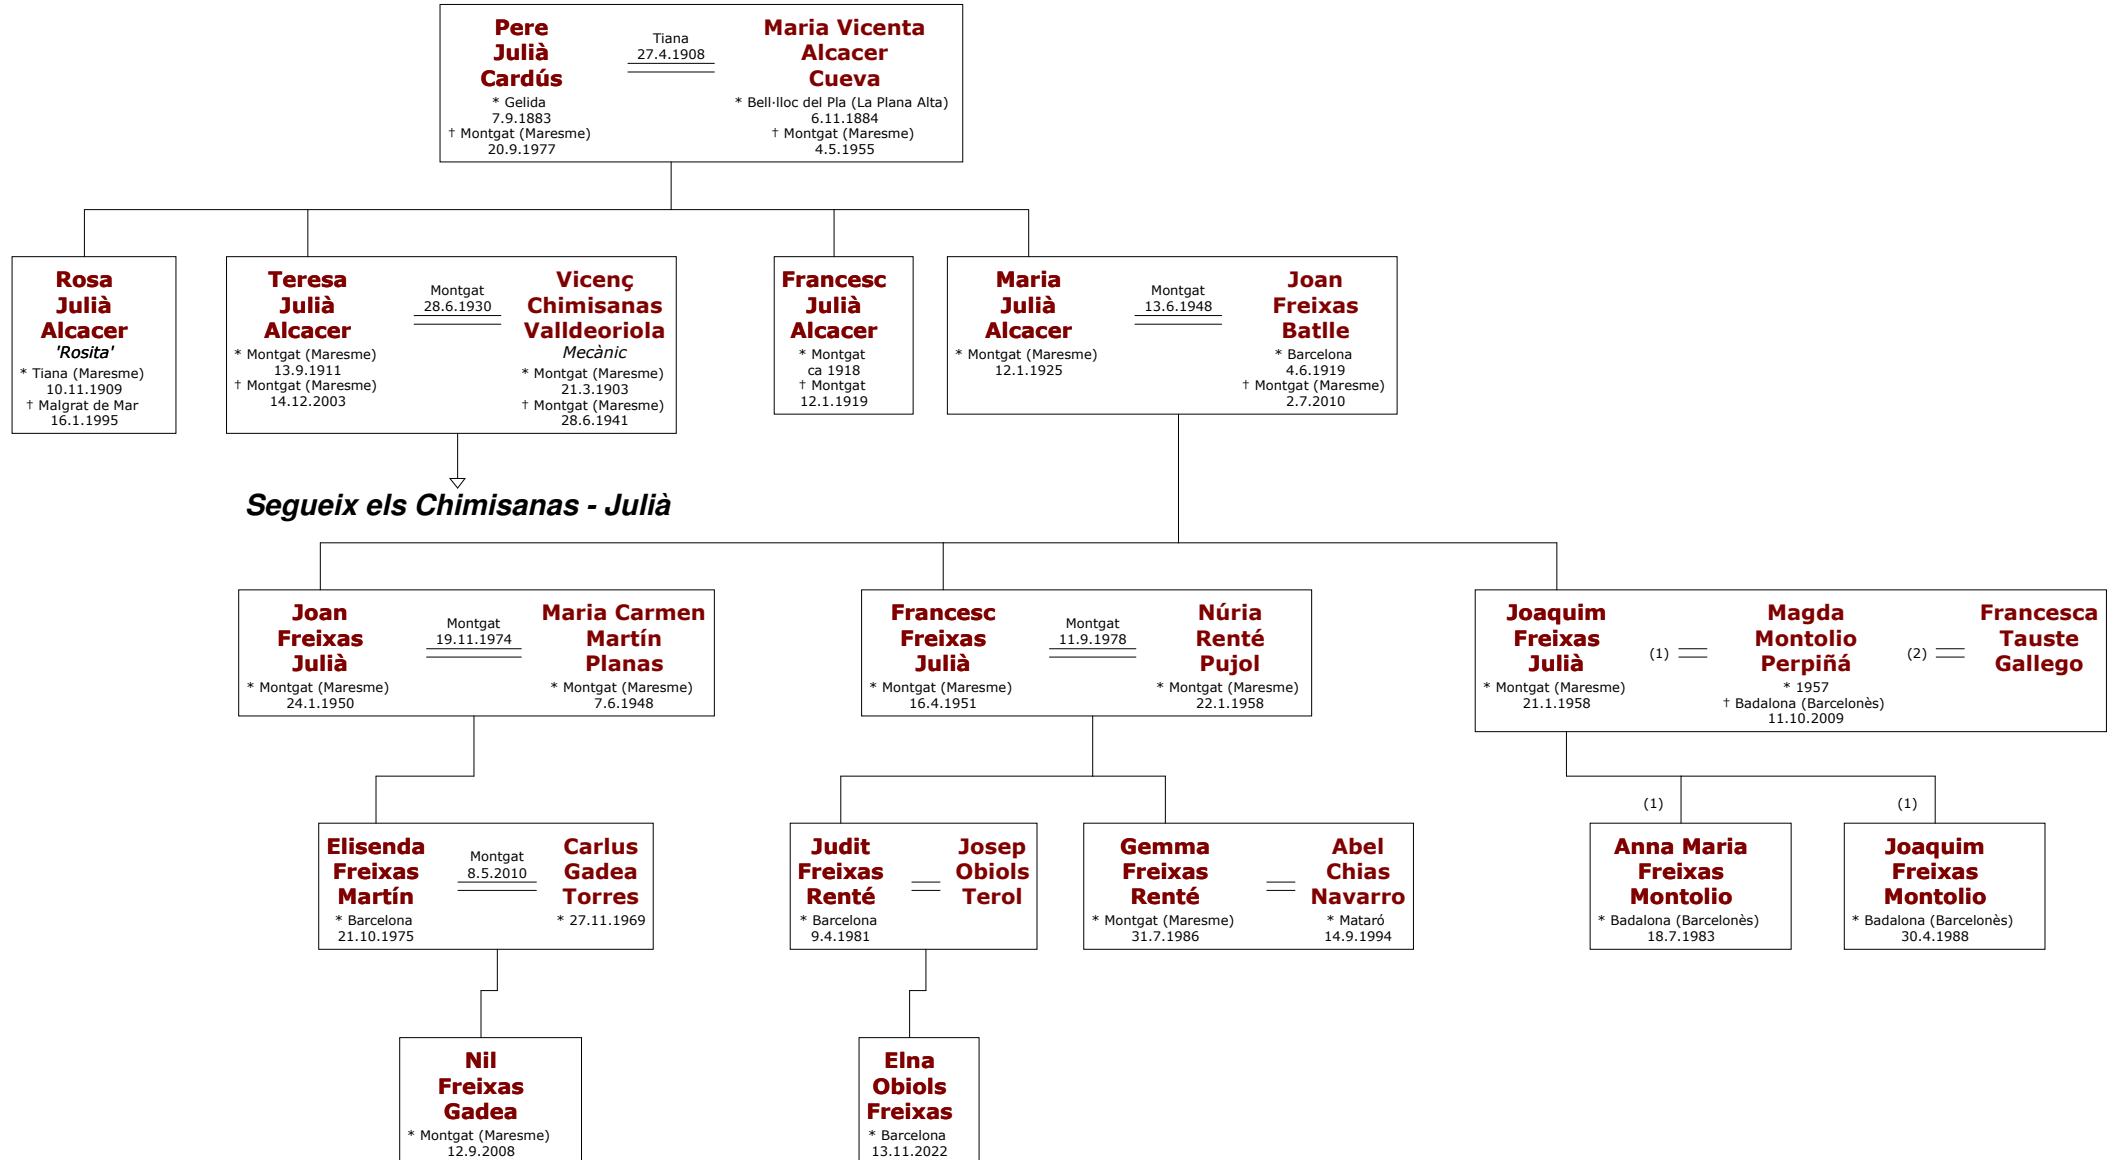 Pere
Julià
Cardús
* Gelida
7.9.1883
† Montgat (Maresme)
20.9.1977
Tiana
27.4.1908
Maria Vicenta
Alcacer
Cueva
* Bell·lloc del Pla (La Plana Alta)
6.11.1884
† Montgat (Maresme)
4.5.1955
Rosa
Julià
Alcacer
'Rosita'
* Tiana (Maresme)
10.11.1909
† Malgrat de Mar
16.1.1995
Teresa
Julià
Alcacer
* Montgat (Maresme)
13.9.1911
† Montgat (Maresme)
14.12.2003
Montgat
28.6.1930
Vicenç
Chimisanas
Valldeoriola
Mecànic
* Montgat (Maresme)
21.3.1903
† Montgat (Maresme)
28.6.1941
Francesc
Julià
Alcacer
* Montgat
ca 1918
† Montgat
12.1.1919
Maria
Julià
Alcacer
* Montgat (Maresme)
12.1.1925
Montgat
13.6.1948
Joan
Freixas
Batlle
* Barcelona
4.6.1919
† Montgat (Maresme)
2.7.2010
Segueix els Chimisanas - Julià
Joan
Freixas
Julià
* Montgat (Maresme)
24.1.1950
Montgat
19.11.1974
Maria Carmen
Martín
Planas
* Montgat (Maresme)
7.6.1948
Francesc
Freixas
Julià
* Montgat (Maresme)
16.4.1951
Montgat
11.9.1978
Núria
Renté
Pujol
* Montgat (Maresme)
22.1.1958
Joaquim
Freixas
Julià
* Montgat (Maresme)
21.1.1958
(1)
Magda
Montolio
Perpiñá
* 1957
† Badalona (Barcelonès)
11.10.2009
(2)
Francesca
Tauste
Gallego
Elisenda
Freixas
Martín
* Barcelona
21.10.1975
Montgat
8.5.2010
Carlus
Gadea
Torres
* 27.11.1969
Judit
Freixas
Renté
* Barcelona
9.4.1981
Josep
Obiols
Terol
Gemma
Freixas
Renté
* Montgat (Maresme)
31.7.1986
Abel
Chias
Navarro
* Mataró
14.9.1994
(1)
Anna Maria
Freixas
Montolio
* Badalona (Barcelonès)
18.7.1983
(1)
Joaquim
Freixas
Montolio
* Badalona (Barcelonès)
30.4.1988
Nil
Freixas
Gadea
* Montgat (Maresme)
12.9.2008
Elna
Obiols
Freixas
* Barcelona
13.11.2022